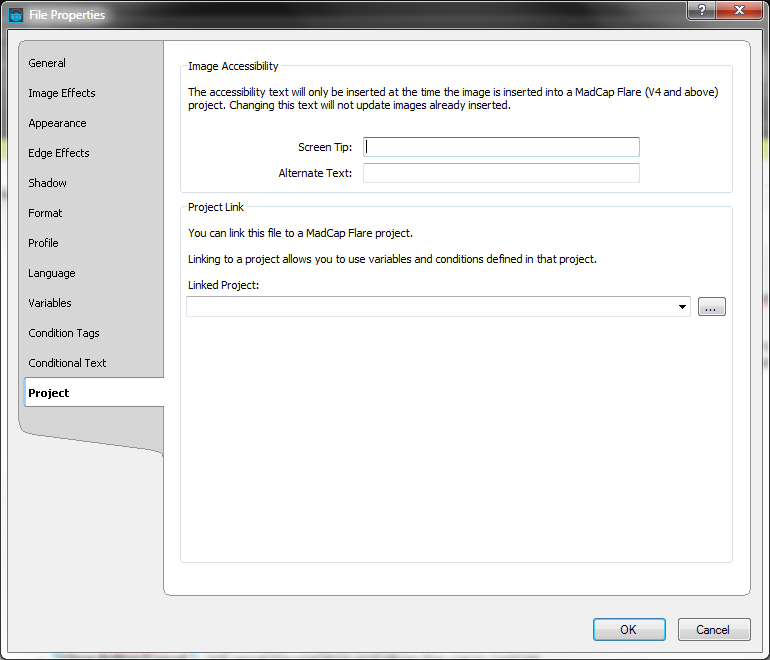 File Properties
?
General
Image Effects
Appearance
Edge Effects
Shadow
Format
Profile
Language
Variables
Condition Tags
Conditional Text
Project
Image Accessibility
The accessibility text will only be inserted at the time the image is inserted into a MadCap Flare (V4 and above)
project. Changing this text will not update images already inserted.
Screen Tip:
Alternate Text:
Project Link
You can link this file to a MadCap Flare project.
Linking to a project allows you to use variables and conditions defined in that project.
Linked Project:
...
OK
Cancel